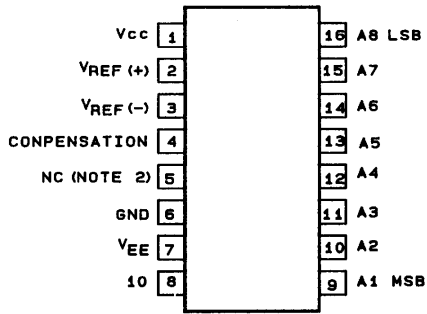 Vcc 1 16 A8 LSB
VREF (+) 2 15 A7
VREF (-) 3 14 A6
CONPENSATION 4 13 A5
NC (NOTE 2) 5 12 A4
GND 6 11 A3
VEE 7 10 A2
10 8 9 A1 MSB